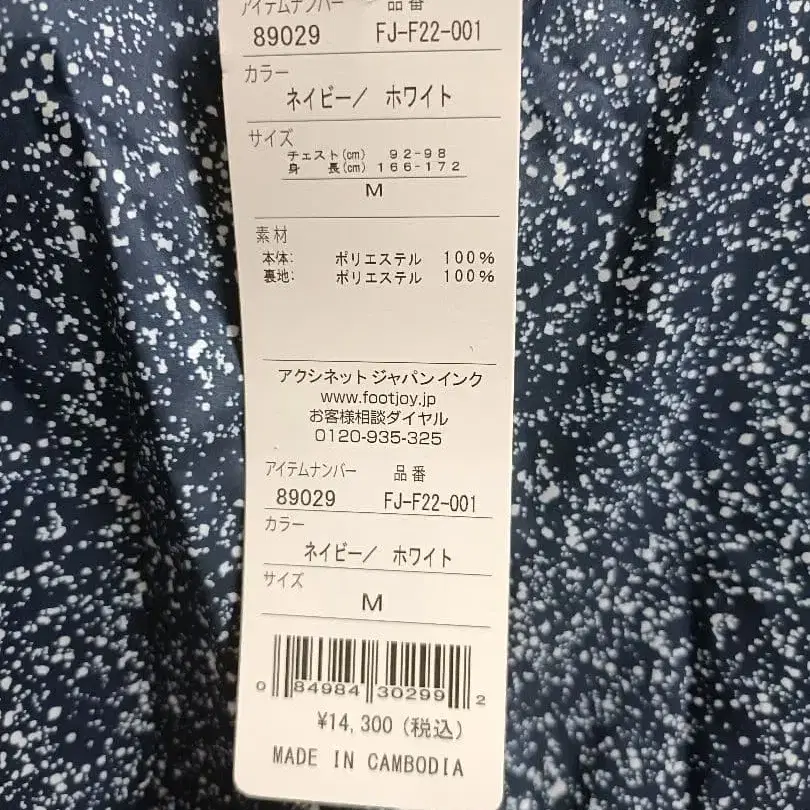 アイテムナンバー 品番
89029 FJ-F22-001
カラー
ネイビー/ ホワイト
サイズ
チェスト(cm) 92-98
身 長(cm) 166-172
M
素材
本体: ポリエステル 100%
裏地: ポリエステル 100%
アクシネット ジャパン インク
www.footjoy.jp
お客様相談ダイヤル
0120-935-325
アイテムナンバー 品番
89029 FJ-F22-001
カラー
ネイビー/ ホワイト
サイズ
M
0 84984 30299 2
¥14,300 (税込)
MADE IN CAMBODIA